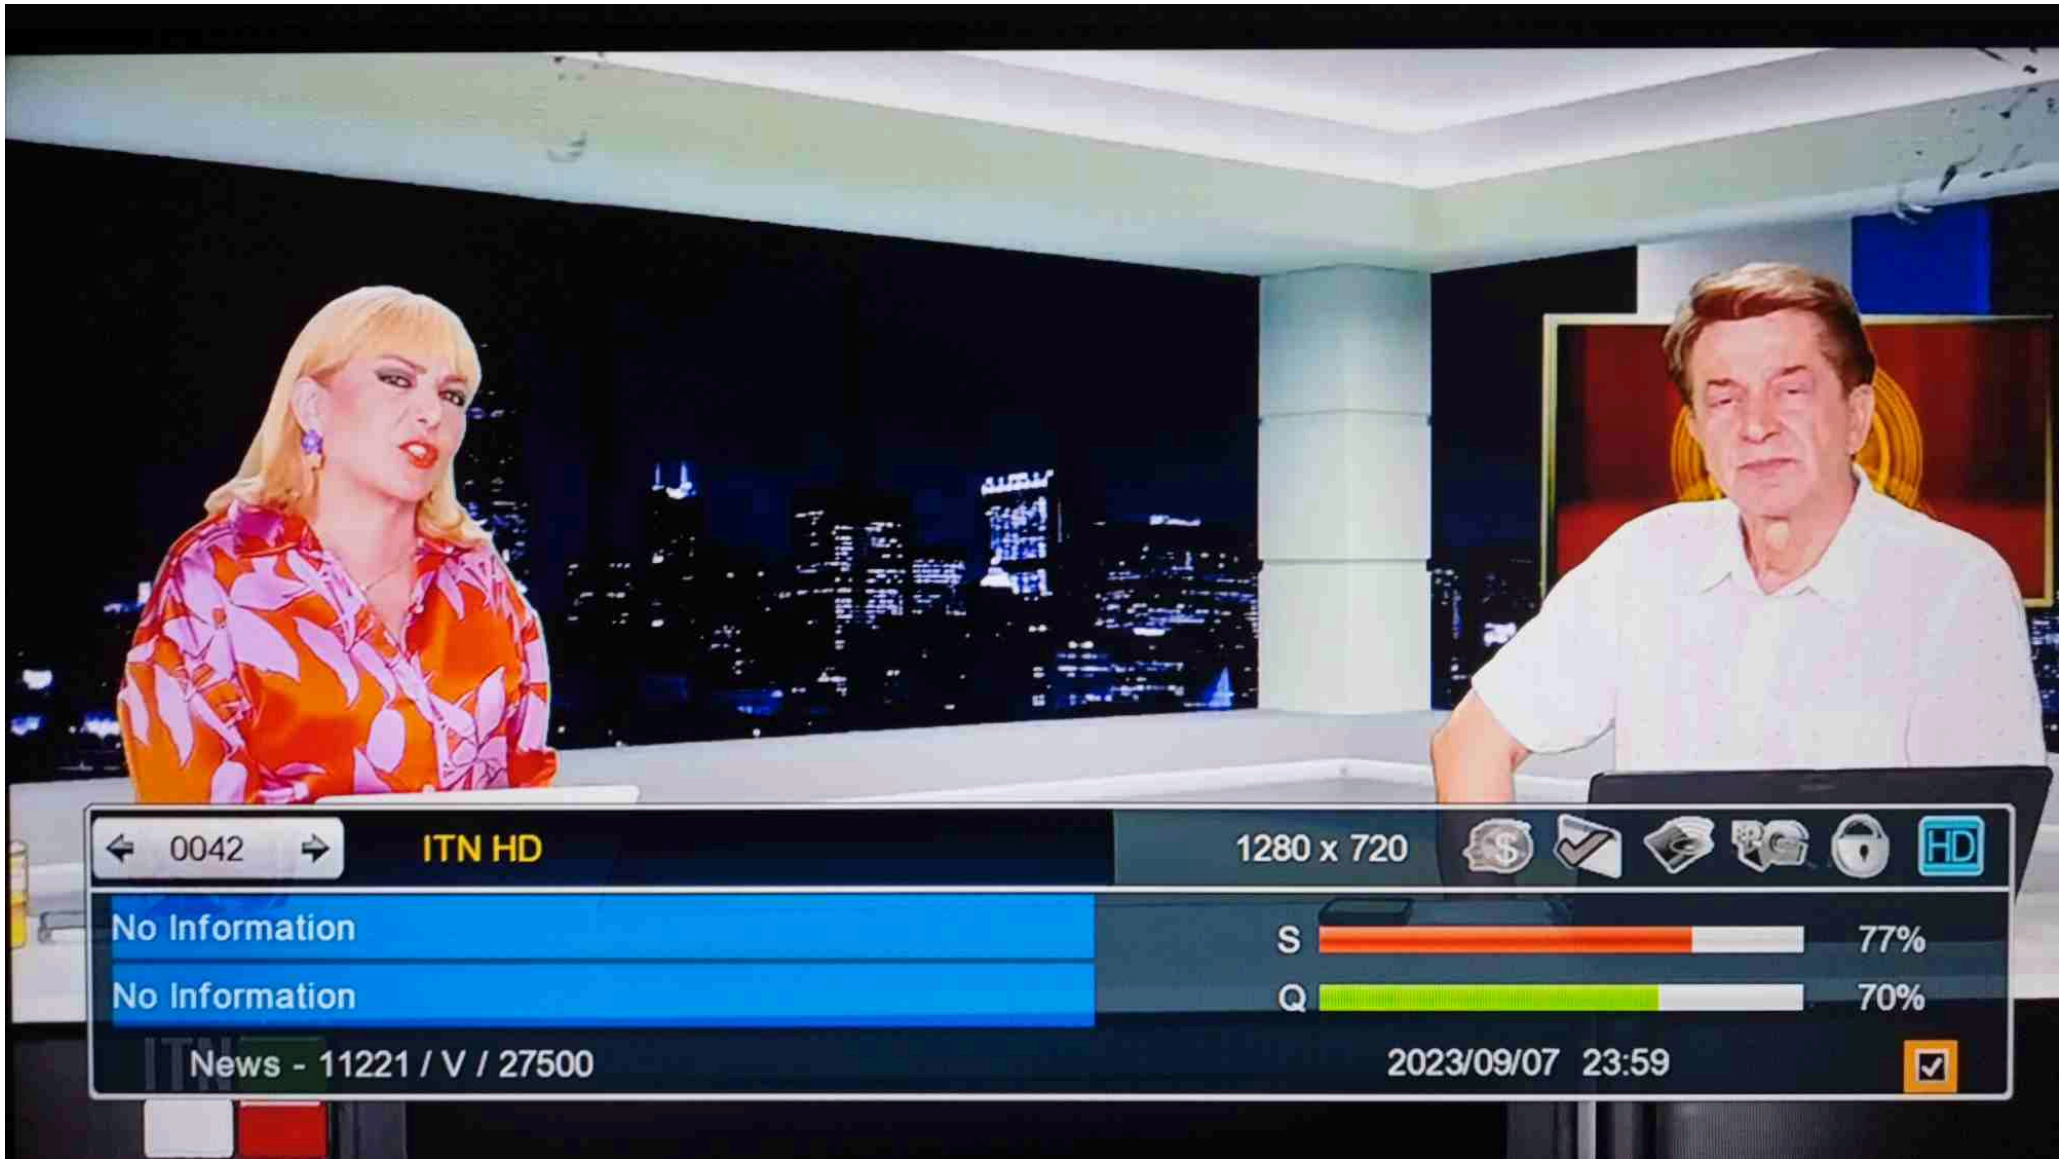 0042 ITN HD 1280 x 720 HD
No Information
S 77%
No Information
Q 70%
News - 11221 / V / 27500 2023/09/07 23:59
ITN